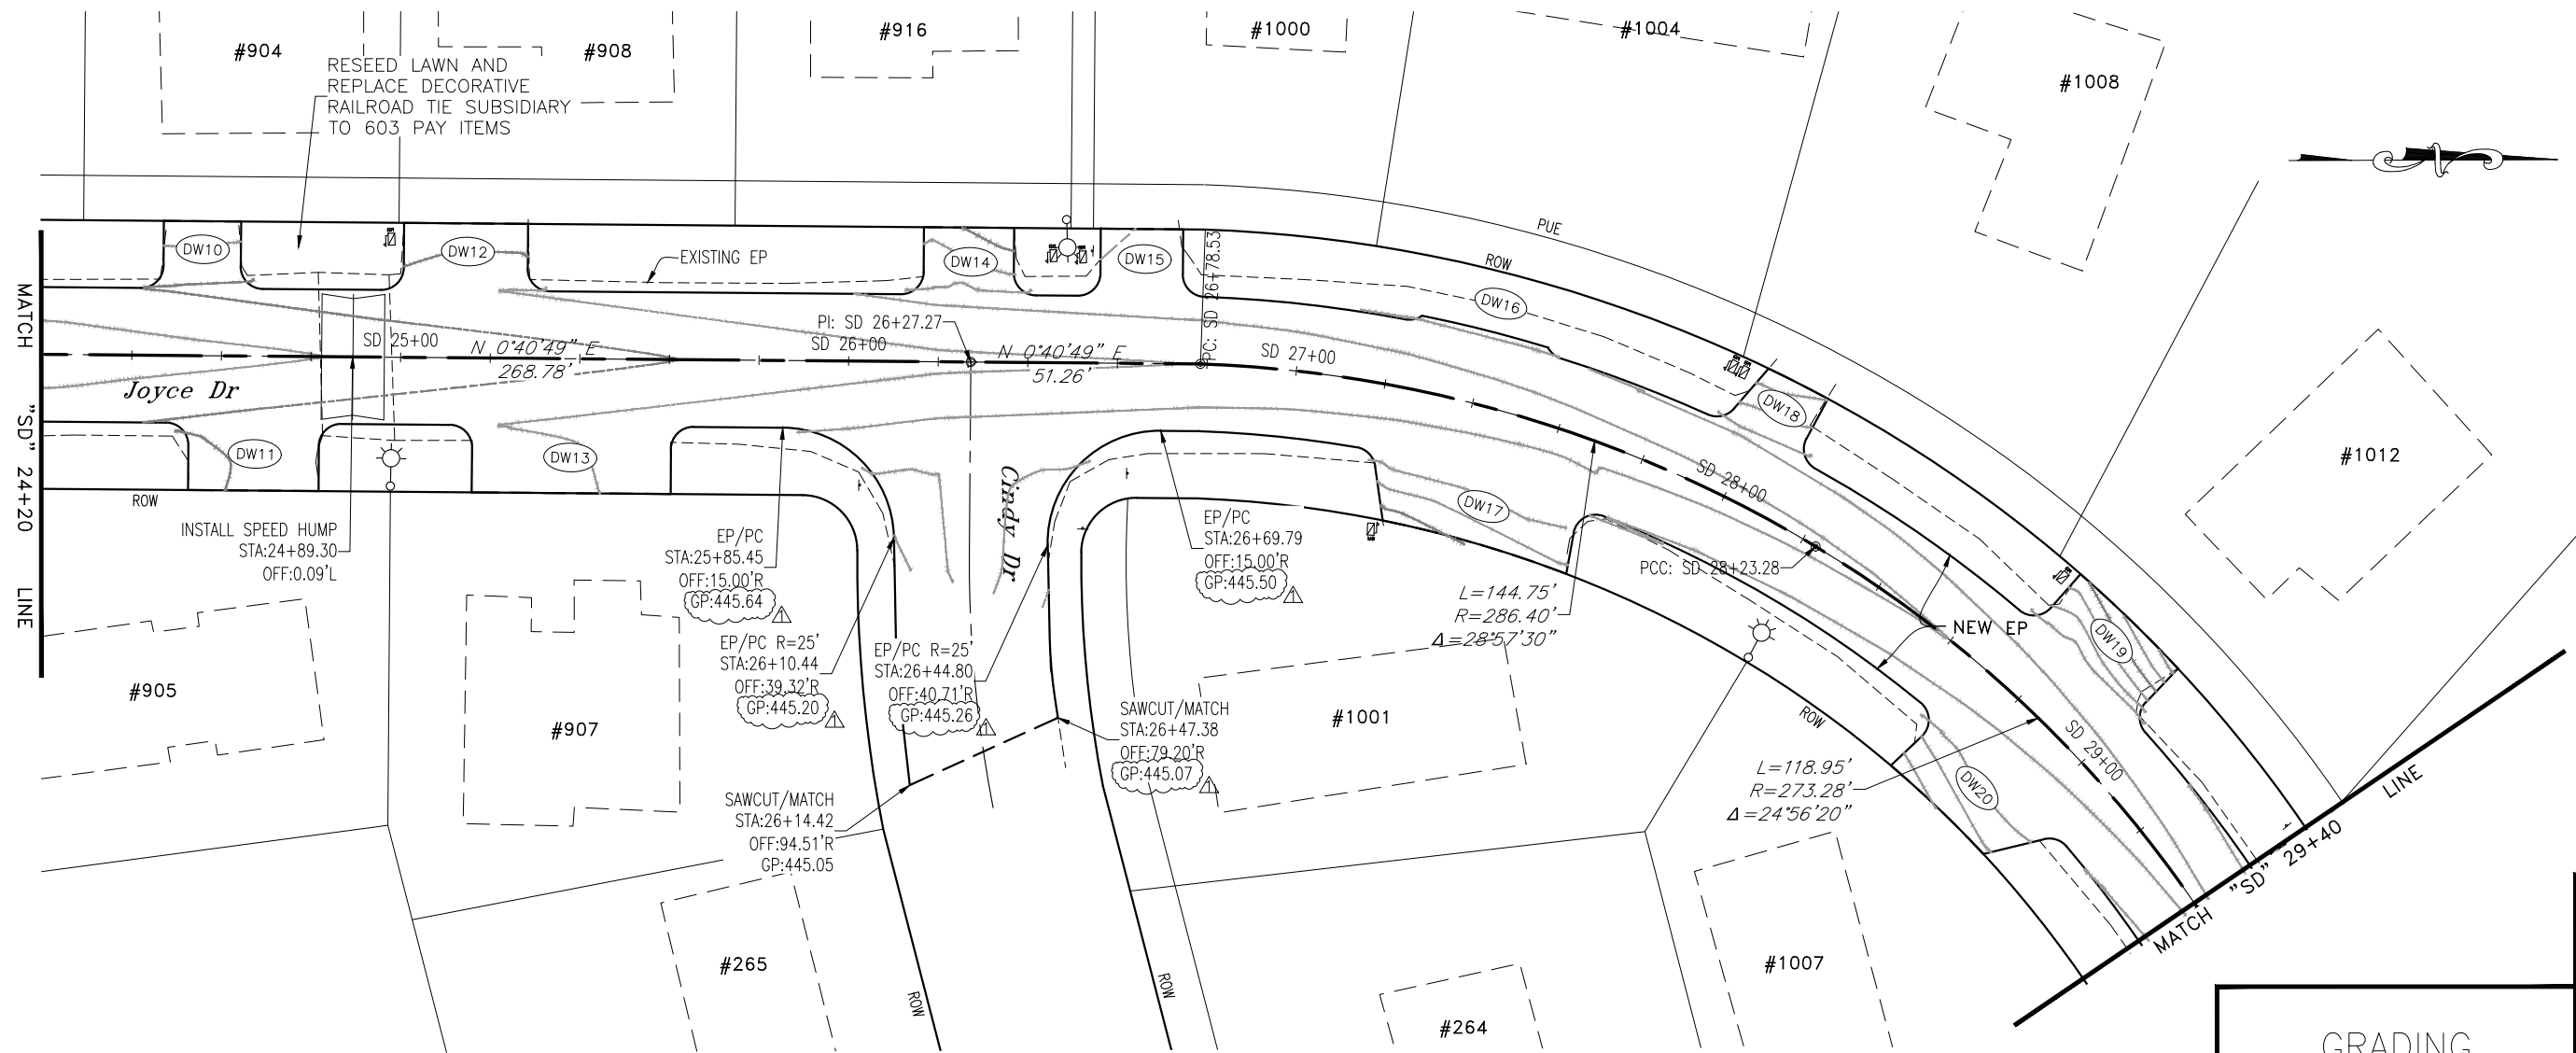 #904
#908
#916
#1000
#1004
#1008
RESEED LAWN AND
REPLACE DECORATIVE
RAILROAD TIE SUBSIDIARY
TO 603 PAY ITEMS
PUE
ROW
DW10
DW12
EXISTING EP
DW14
DW15
DW16
DW18
PC: SD 26+78.53
PI: SD 26+27.27
SD 25+00
N 0°40'49" E
268.78'
SD 26+00
N 0°40'49" E
51.26'
SD 27+00
SD 28+00
Joyce Dr
MATCH LINE
"SD" 24+20
DW11
DW13
DW17
ROW
Cindy Dr
#1012
INSTALL SPEED HUMP
STA:24+89.30
OFF:0.09'L
EP/PC
STA:25+85.45
OFF:15.00'R
GP:445.64
1
EP/PC
STA:26+69.79
OFF:15.00'R
GP:445.50
1
PCC: SD 28+23.28
L=144.75'
R=286.40'
Δ=28°57'30"
NEW EP
DW19
EP/PC R=25'
STA:26+10.44
OFF:39.32'R
GP:445.20
1
EP/PC R=25'
STA:26+44.80
OFF:40.71'R
GP:445.26
1
SAWCUT/MATCH
STA:26+47.38
OFF:79.20'R
GP:445.07
1
#905
#907
#1001
ROW
SD 29+00
L=118.95'
R=273.28'
Δ=24°56'20"
DW20
SAWCUT/MATCH
STA:26+14.42
OFF:94.51'R
GP:445.05
MATCH LINE
"SD" 29+40
#265
ROW
ROW
#264
#1007
GRADING